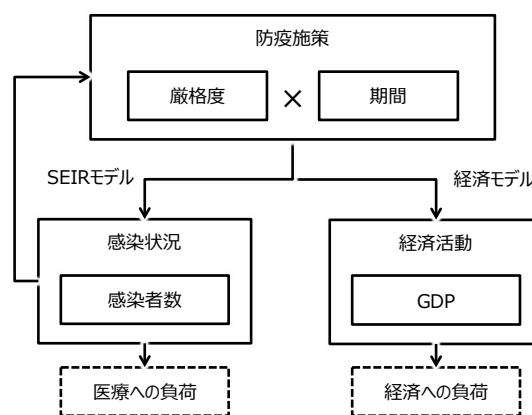 防疫施策
厳格度 × 期間
SEIRモデル 経済モデル
感染状況 経済活動
感染者数 GDP
医療への負荷 経済への負荷